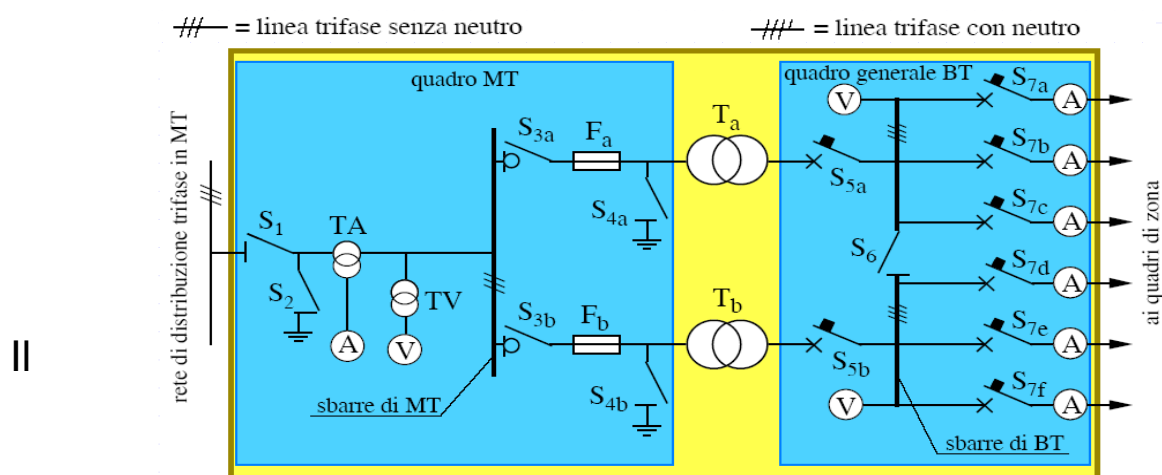 = linea trifase senza neutro
= linea trifase con neutro
quadro MT
quadro generale BT
rete di distribuzione trifase in MT
S1
S2
TA
A
TV
V
sbarre di MT
S3a
Fa
S4a
Ta
S3b
Fb
S4b
Tb
V
S5a
S6
S5b
V
S7a
A
S7b
A
S7c
A
S7d
A
S7e
A
S7f
A
sbarre di BT
ai quadri di zona
II